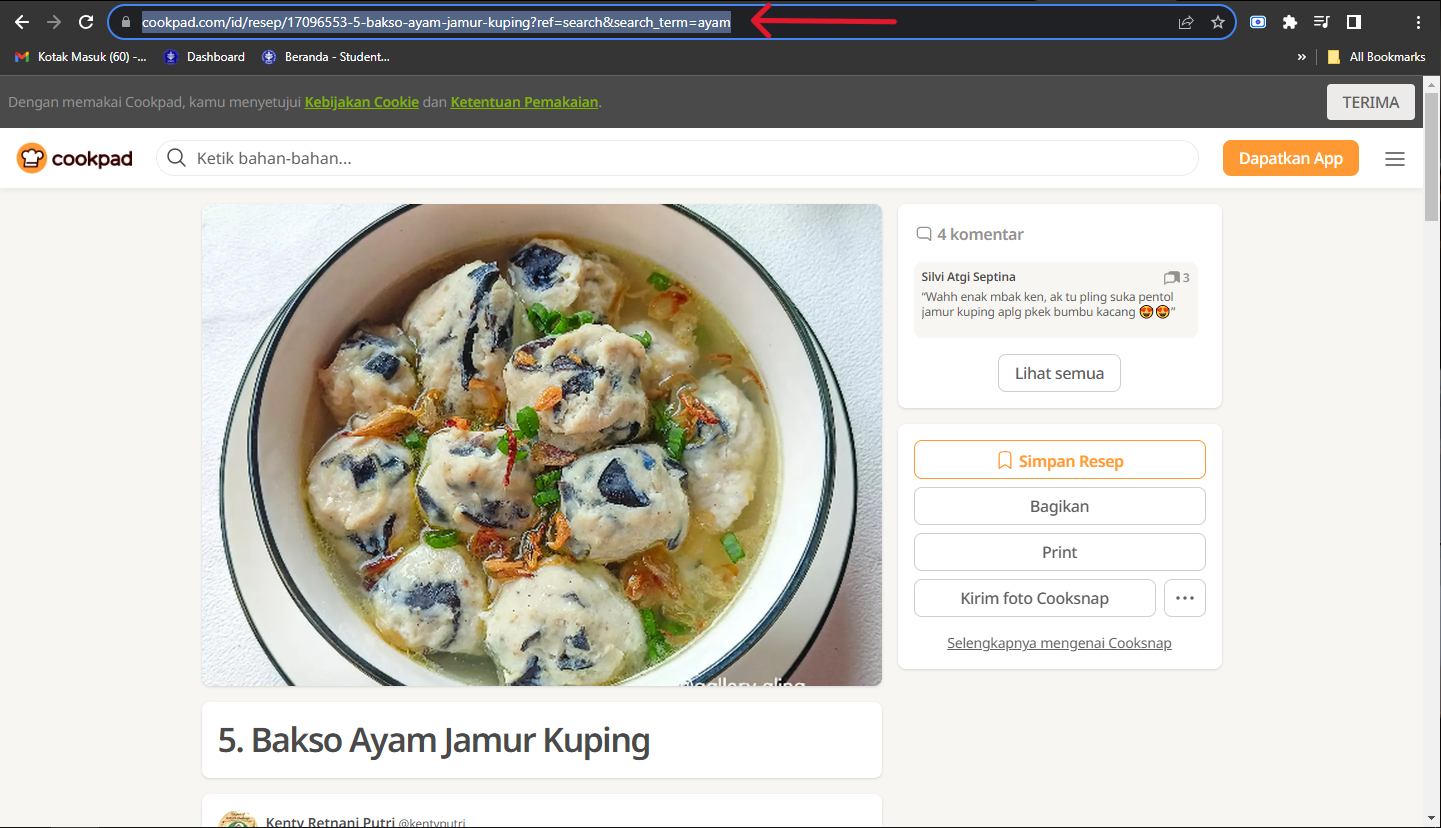 cookpad.com/id/resep/17096553-5-bakso-ayam-jamur-kuping?ref=search&search_term=ayam
Kotak Masuk (60) -...
Dashboard
Beranda - Student...
»
All Bookmarks
Dengan memakai Cookpad, kamu menyetujui Kebijakan Cookie dan Ketentuan Pemakaian.
TERIMA
cookpad
Ketik bahan-bahan...
Dapatkan App
4 komentar
Silvi Atgi Septina
3
“Wahh enak mbak ken, ak tu pling suka pentol
jamur kuping aplg pkek bumbu kacang 😍😍”
Lihat semua
Simpan Resep
Bagikan
Print
Kirim foto Cooksnap
Selengkapnya mengenai Cooksnap
5. Bakso Ayam Jamur Kuping
Kenty Retnani Putri @kentyputri